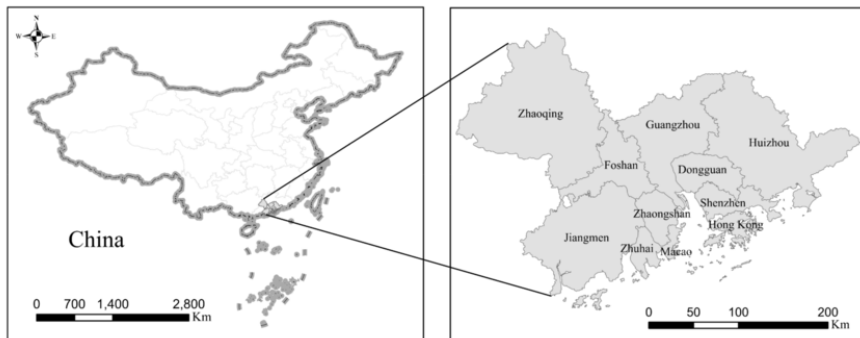 N
W E
S
China
0 700 1,400 2,800
Km
Zhaoqing
Guangzhou
Huizhou
Foshan
Dongguan
Shenzhen
Zhaongshan
Hong Kong
Jiangmen
Zhuhai
Macao
0 50 100 200
Km